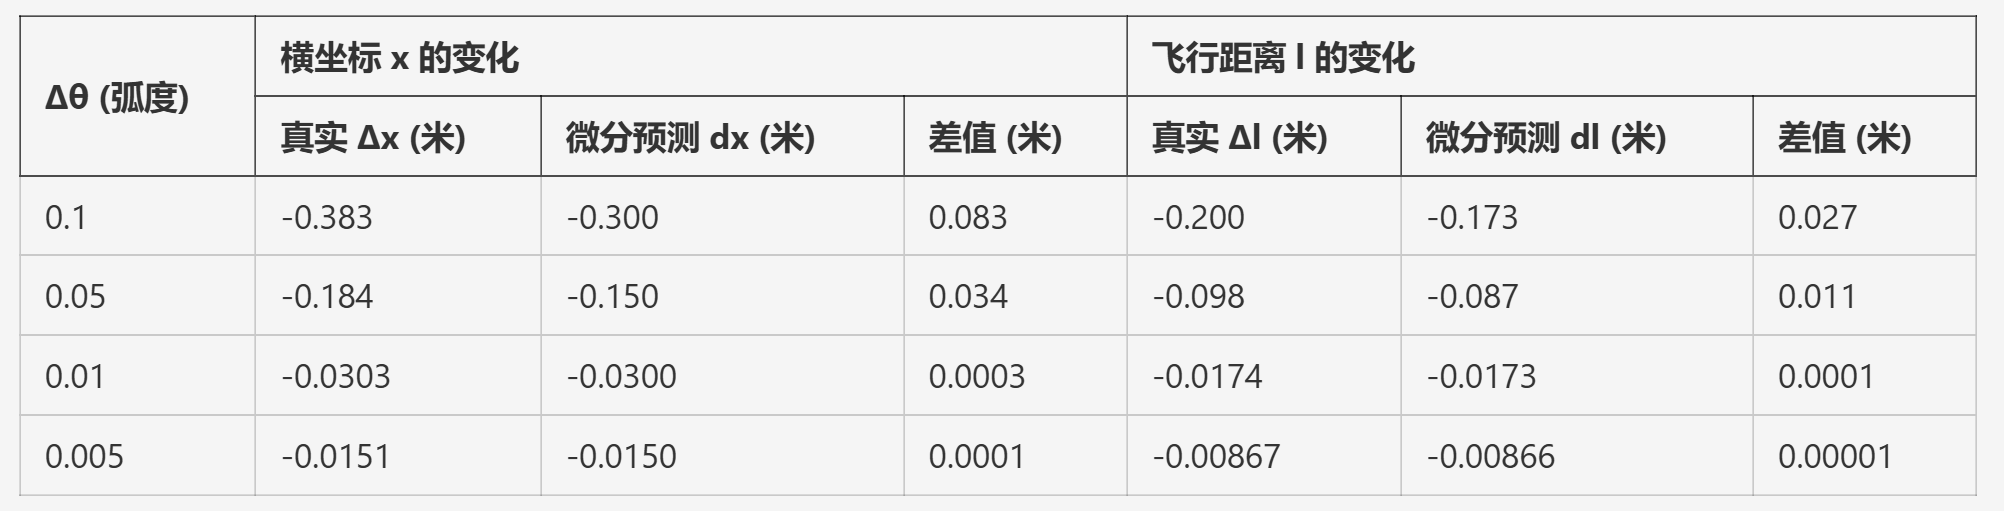 Δθ (弧度) 横坐标 x 的变化 飞行距离 l 的变化
真实 Δx (米) 微分预测 dx (米) 差值 (米) 真实 Δl (米) 微分预测 dl (米) 差值 (米)
0.1 -0.383 -0.300 0.083 -0.200 -0.173 0.027
0.05 -0.184 -0.150 0.034 -0.098 -0.087 0.011
0.01 -0.0303 -0.0300 0.0003 -0.0174 -0.0173 0.0001
0.005 -0.0151 -0.0150 0.0001 -0.00867 -0.00866 0.00001